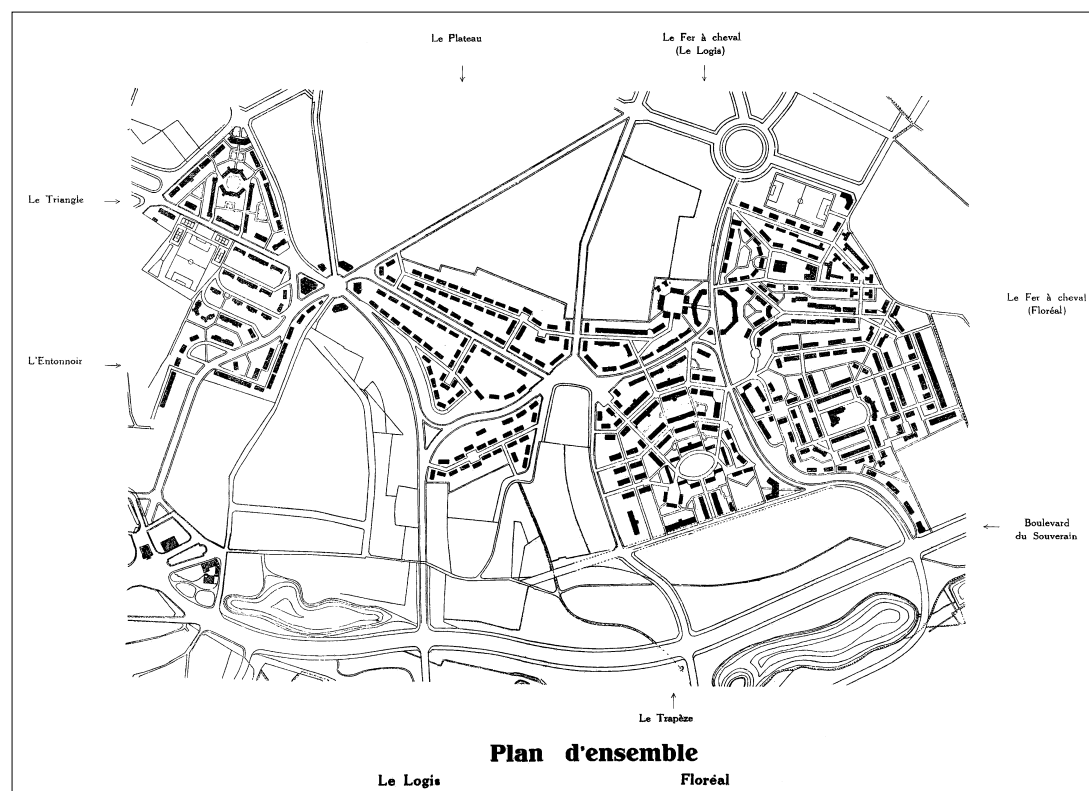 Le Plateau
Le Fer à cheval
(Le Logis)
Le Triangle
Le Fer à cheval
(Floréal)
L'Entonnoir
Boulevard
du Souverain
Le Trapèze
Plan d'ensemble
Le Logis
Floréal